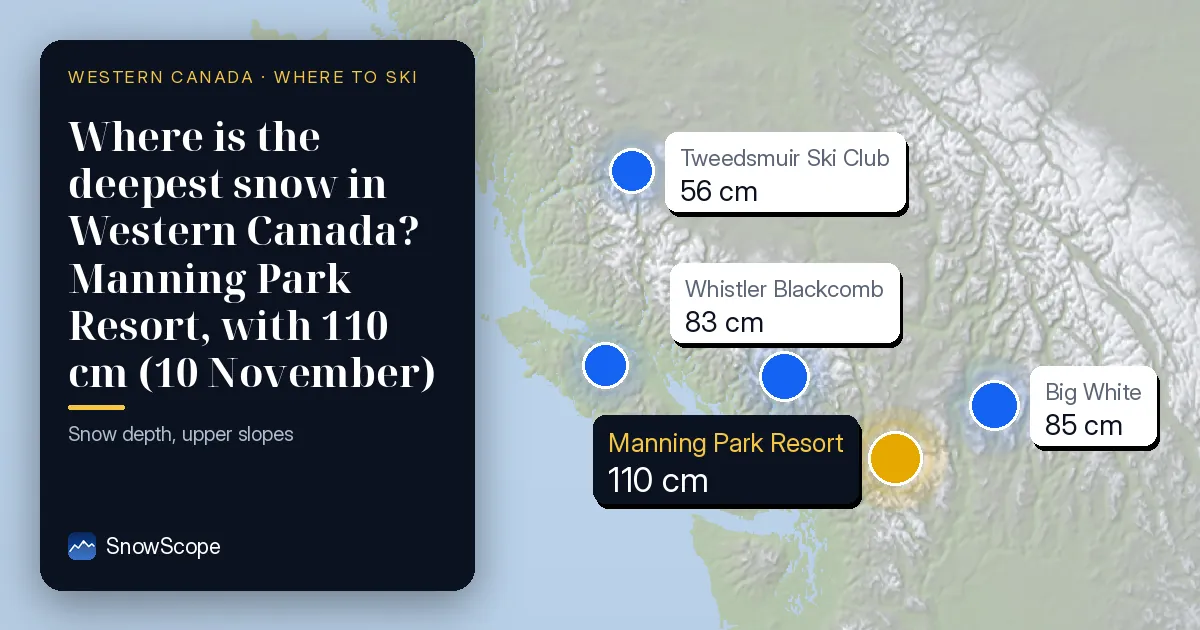 WESTERN CANADA · WHERE TO SKI
Where is the
deepest snow in
Western Canada?
Manning Park
Resort, with 110
cm (10 November)
Snow depth, upper slopes
SnowScope
Tweedsmuir Ski Club
56 cm
Whistler Blackcomb
83 cm
Big White
85 cm
Manning Park Resort
110 cm